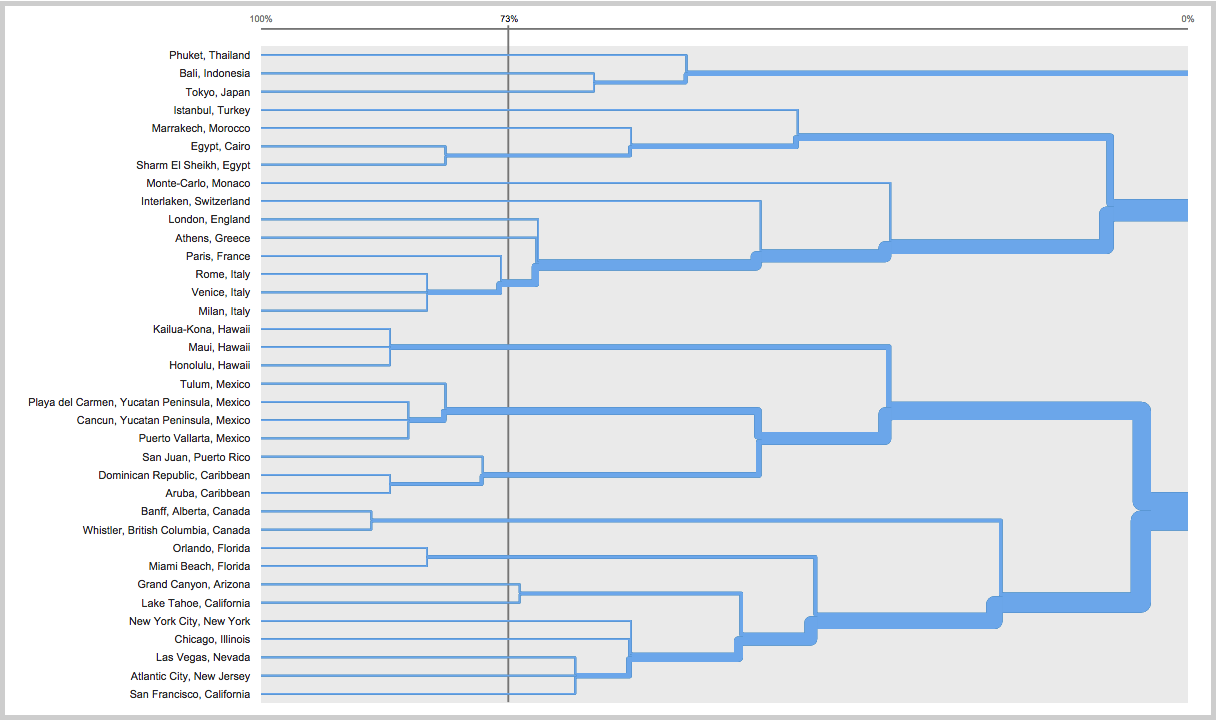 100% 73% 0%
Phuket, Thailand
Bali, Indonesia
Tokyo, Japan
Istanbul, Turkey
Marrakech, Morocco
Egypt, Cairo
Sharm El Sheikh, Egypt
Monte-Carlo, Monaco
Interlaken, Switzerland
London, England
Athens, Greece
Paris, France
Rome, Italy
Venice, Italy
Milan, Italy
Kailua-Kona, Hawaii
Maui, Hawaii
Honolulu, Hawaii
Tulum, Mexico
Playa del Carmen, Yucatan Peninsula, Mexico
Cancun, Yucatan Peninsula, Mexico
Puerto Vallarta, Mexico
San Juan, Puerto Rico
Dominican Republic, Caribbean
Aruba, Caribbean
Banff, Alberta, Canada
Whistler, British Columbia, Canada
Orlando, Florida
Miami Beach, Florida
Grand Canyon, Arizona
Lake Tahoe, California
New York City, New York
Chicago, Illinois
Las Vegas, Nevada
Atlantic City, New Jersey
San Francisco, California